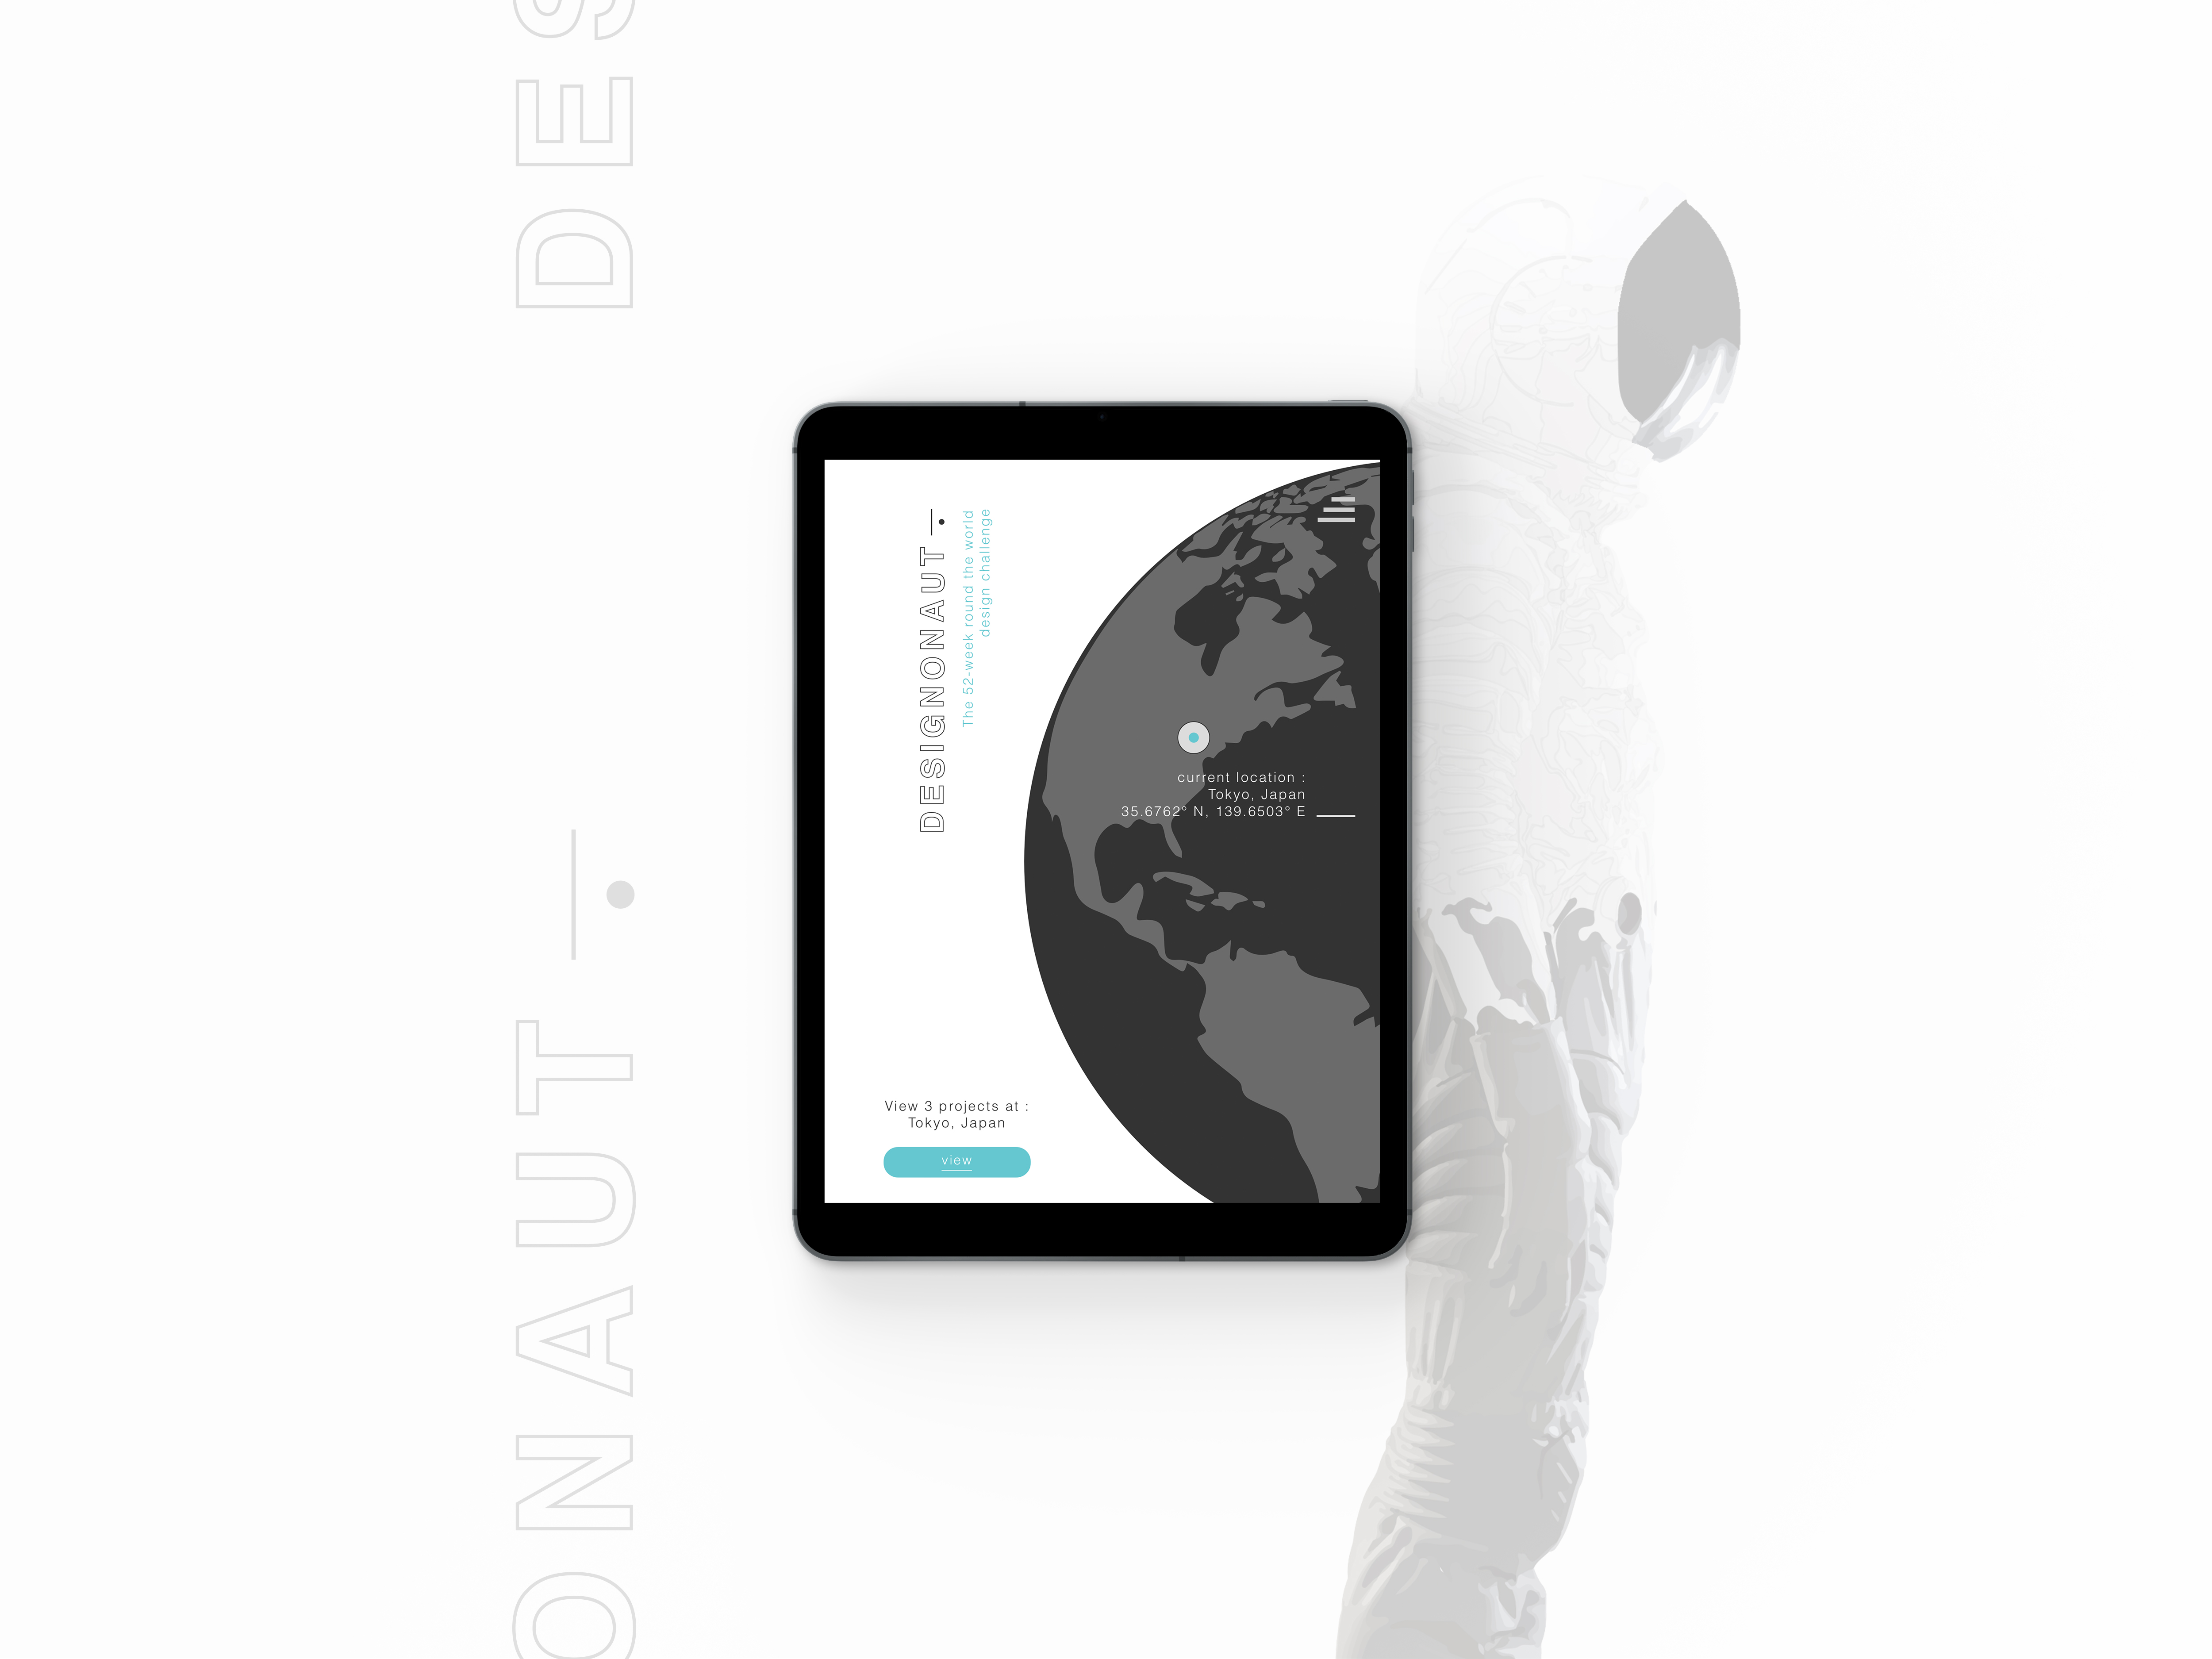 DES
ONAUT
DESIGNONAUT
The 52-week round the world
design challenge
current location :
Tokyo, Japan
35.6762° N, 139.6503° E
View 3 projects at :
Tokyo, Japan
view